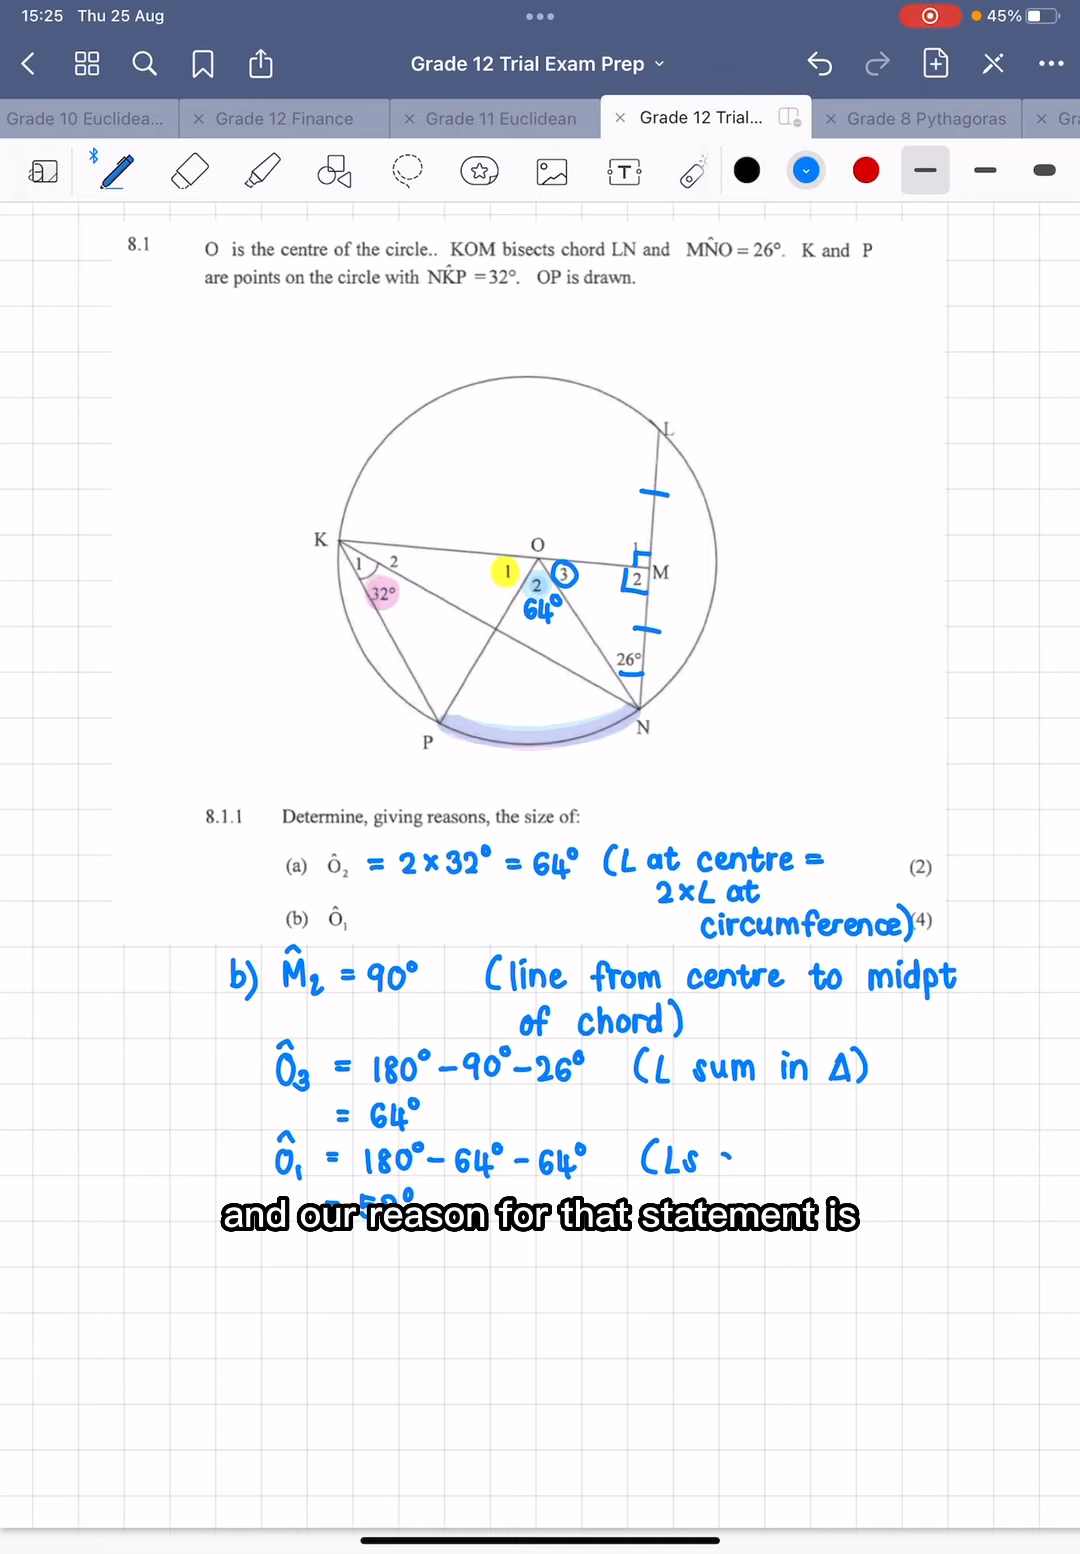 15:25 Thu 25 Aug
45%
Grade 12 Trial Exam Prep
Grade 10 Euclidea...
× Grade 12 Finance
× Grade 11 Euclidean
× Grade 12 Trial...
× Grade 8 Pythagoras
× Gra
T
8.1 O is the centre of the circle.. KOM bisects chord LN and MN̂O = 26°. K and P
are points on the circle with NK̂P = 32°. OP is drawn.
L
K
O
1 2
1
3
2
M
32°
2
64°
26°
N
P
8.1.1 Determine, giving reasons, the size of:
(a) Ô₂ = 2 × 32° = 64° (L at centre = (2)
2×L at
(b) Ô₁ circumference) (4)
b) M̂₂ = 90° (line from centre to midpt
of chord)
Ô₃ = 180° - 90° - 26° (L sum in Δ)
= 64°
Ô₁ = 180° - 64° - 64° (Ls
and our reason for that statement is